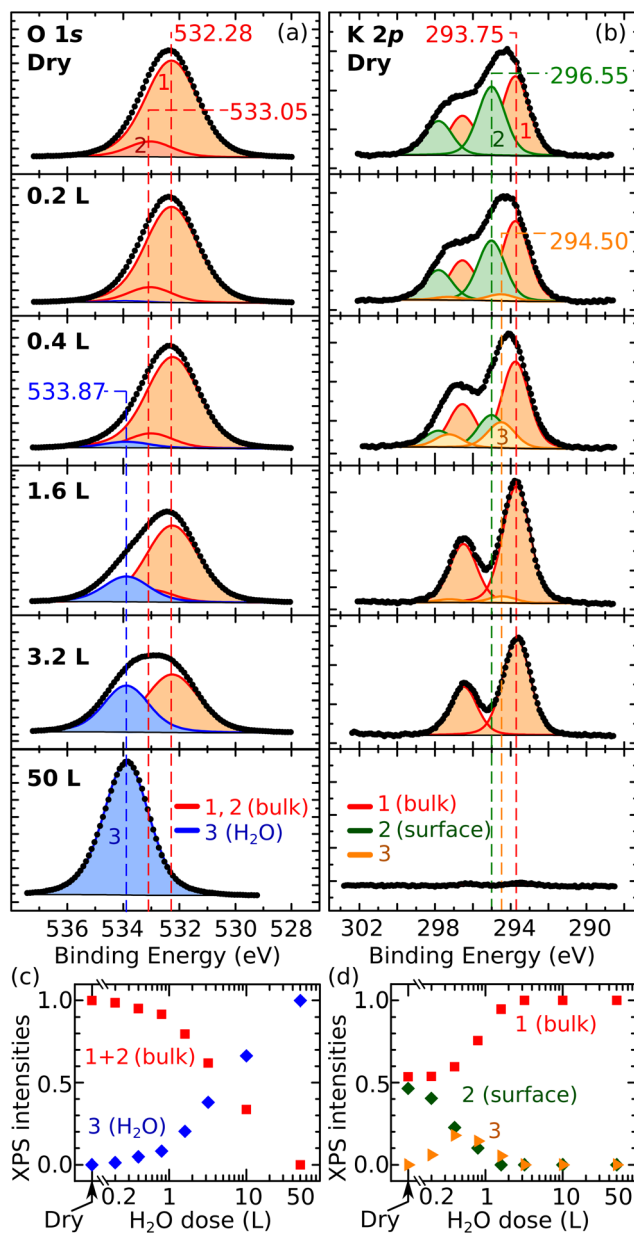 O 1s
Dry
532.28
(a)
1
533.05
2
K 2p
Dry
293.75
(b)
296.55
2
1
0.2 L
294.50
0.4 L
533.87
3
1.6 L
3.2 L
50 L
3
1, 2 (bulk)
3 (H₂O)
1 (bulk)
2 (surface)
3
536 534 532 530 528
Binding Energy (eV)
302 298 294 290
Binding Energy (eV)
(c)
XPS intensities
1.0
0.5
0.0
1+2 (bulk)
3 (H₂O)
0.2 1 10 50
Dry
H₂O dose (L)
(d)
XPS intensities
1.0
0.5
0.0
1 (bulk)
2 (surface)
3
0.2 1 10 50
Dry
H₂O dose (L)